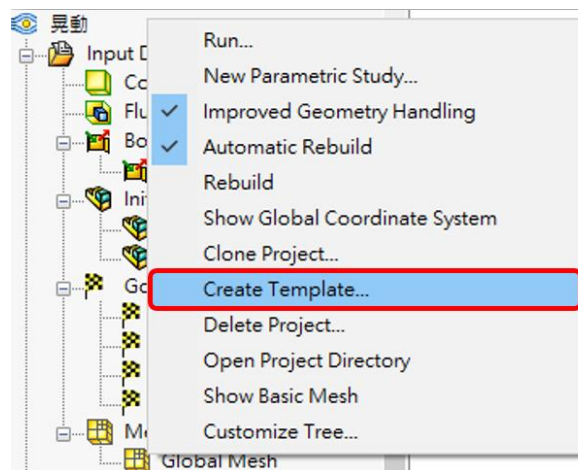 晃動
Run...
Input D
New Parametric Study...
Co
Flu
Improved Geometry Handling
Bo
Automatic Rebuild
Rebuild
Ini
Show Global Coordinate System
Clone Project...
Go
Create Template...
Delete Project...
Open Project Directory
Show Basic Mesh
Me
Customize Tree...
Global Mesh